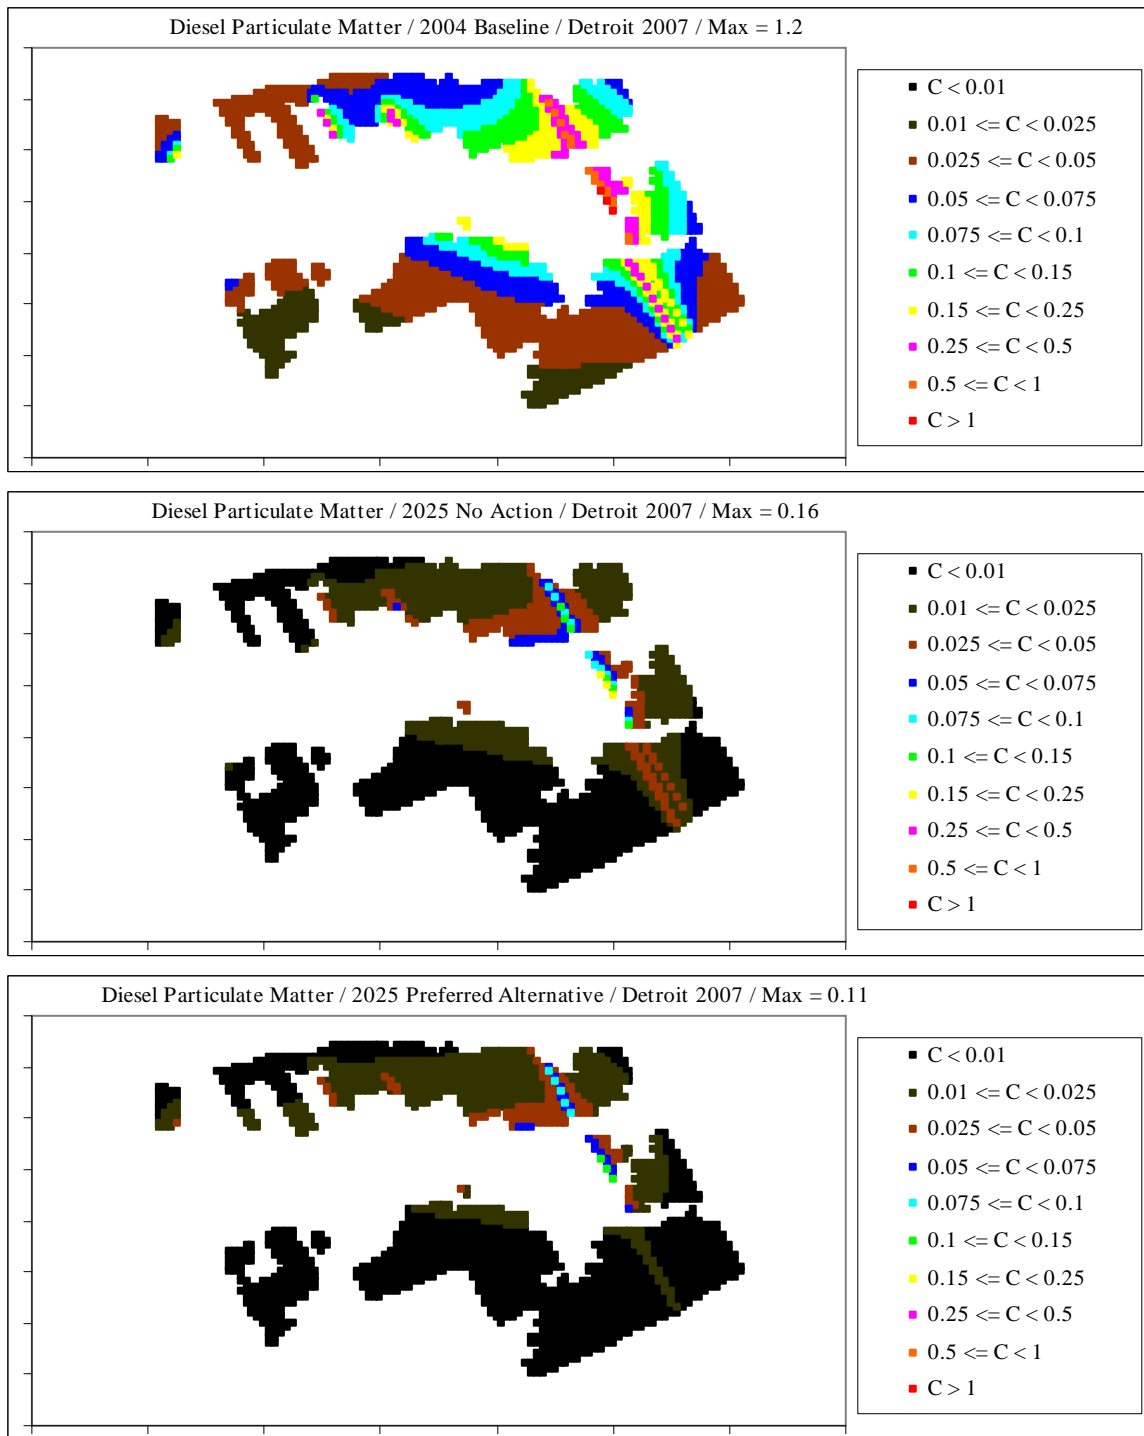 Diesel Particulate Matter / 2004 Baseline / Detroit 2007 / Max = 1.2
C < 0.01
0.01 <= C < 0.025
0.025 <= C < 0.05
0.05 <= C < 0.075
0.075 <= C < 0.1
0.1 <= C < 0.15
0.15 <= C < 0.25
0.25 <= C < 0.5
0.5 <= C < 1
C > 1
Diesel Particulate Matter / 2025 No Action / Detroit 2007 / Max = 0.16
C < 0.01
0.01 <= C < 0.025
0.025 <= C < 0.05
0.05 <= C < 0.075
0.075 <= C < 0.1
0.1 <= C < 0.15
0.15 <= C < 0.25
0.25 <= C < 0.5
0.5 <= C < 1
C > 1
Diesel Particulate Matter / 2025 Preferred Alternative / Detroit 2007 / Max = 0.11
C < 0.01
0.01 <= C < 0.025
0.025 <= C < 0.05
0.05 <= C < 0.075
0.075 <= C < 0.1
0.1 <= C < 0.15
0.15 <= C < 0.25
0.25 <= C < 0.5
0.5 <= C < 1
C > 1